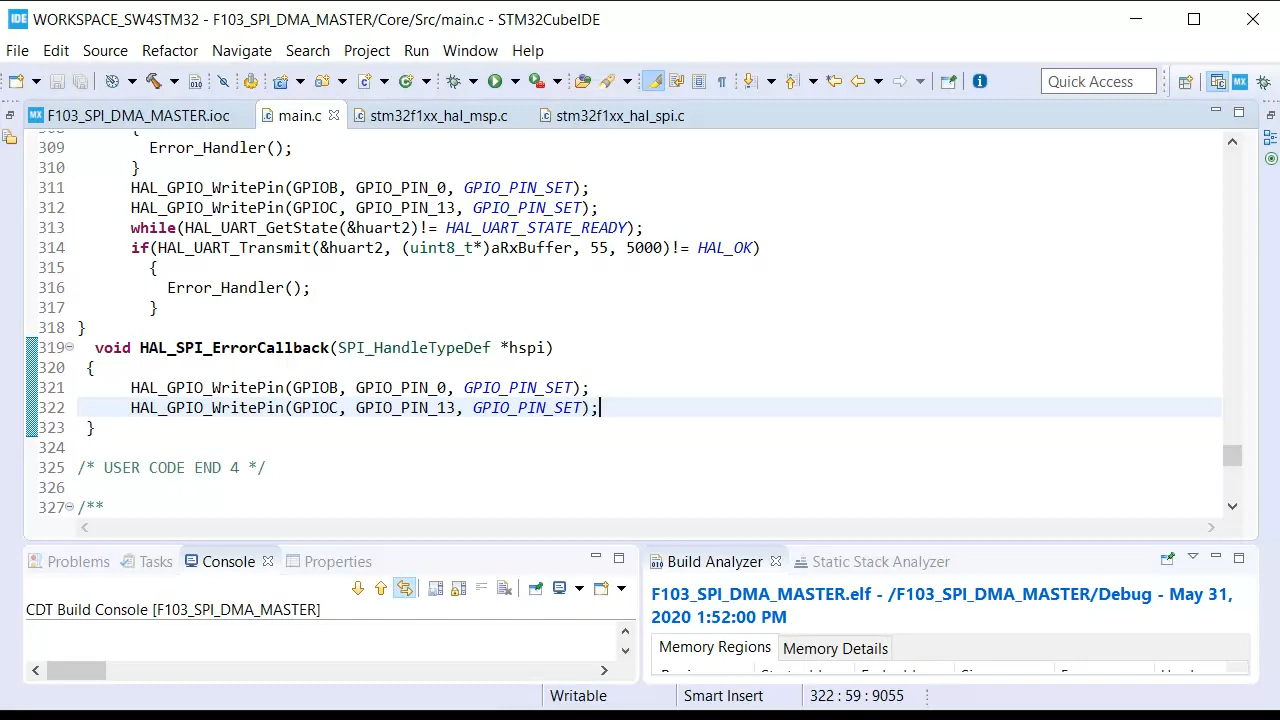 IDE WORKSPACE_SW4STM32 - F103_SPI_DMA_MASTER/Core/Src/main.c - STM32CubeIDE
File Edit Source Refactor Navigate Search Project Run Window Help
Quick Access
MX F103_SPI_DMA_MASTER.ioc main.c stm32f1xx_hal_msp.c stm32f1xx_hal_spi.c
308 {
309 Error_Handler();
310 }
311 HAL_GPIO_WritePin(GPIOB, GPIO_PIN_0, GPIO_PIN_SET);
312 HAL_GPIO_WritePin(GPIOC, GPIO_PIN_13, GPIO_PIN_SET);
313 while(HAL_UART_GetState(&huart2)!= HAL_UART_STATE_READY);
314 if(HAL_UART_Transmit(&huart2, (uint8_t*)aRxBuffer, 55, 5000)!= HAL_OK)
315 {
316 Error_Handler();
317 }
318 }
319 void HAL_SPI_ErrorCallback(SPI_HandleTypeDef *hspi)
320 {
321 HAL_GPIO_WritePin(GPIOB, GPIO_PIN_0, GPIO_PIN_SET);
322 HAL_GPIO_WritePin(GPIOC, GPIO_PIN_13, GPIO_PIN_SET);
323 }
324
325 /* USER CODE END 4 */
326
327 /**
Problems Tasks Console Properties
CDT Build Console [F103_SPI_DMA_MASTER]
Build Analyzer Static Stack Analyzer
F103_SPI_DMA_MASTER.elf - /F103_SPI_DMA_MASTER/Debug - May 31,
2020 1:52:00 PM
Memory Regions Memory Details
Writable Smart Insert 322 : 59 : 9055